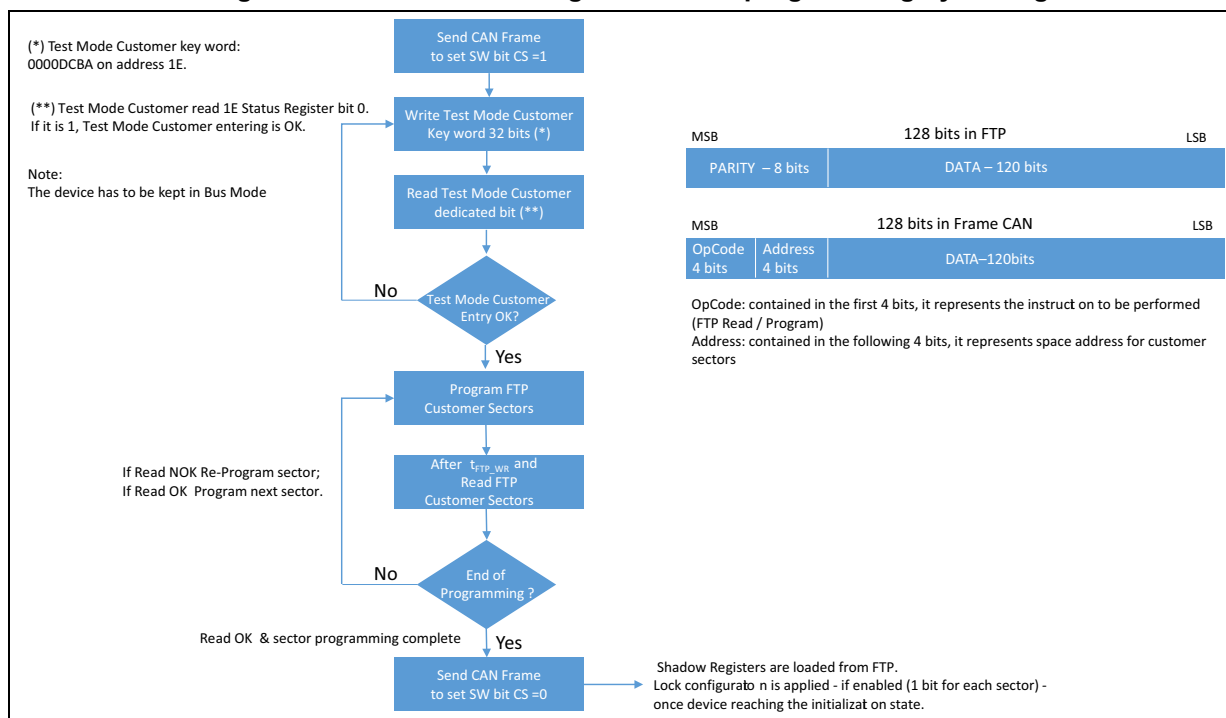 (*) Test Mode Customer key word:
0000DCBA on address 1E.
(**) Test Mode Customer read 1E Status Register bit 0.
If it is 1, Test Mode Customer entering is OK.
Note:
The device has to be kept in Bus Mode
Send CAN Frame
to set SW bit CS =1
Write Test Mode Customer
Key word 32 bits (*)
Read Test Mode Customer
dedicated bit (**)
No
Test Mode Customer
Entry OK?
Yes
Program FTP
Customer Sectors
If Read NOK Re-Program sector;
If Read OK Program next sector.
After tFTP_WR and
Read FTP
Customer Sectors
No
End of
Programming ?
Read OK & sector programming complete
Yes
Send CAN Frame
to set SW bit CS =0
Shadow Registers are loaded from FTP.
Lock configurato n is applied - if enabled (1 bit for each sector) -
once device reaching the initializat on state.
MSB 128 bits in FTP LSB
PARITY – 8 bits DATA – 120 bits
MSB 128 bits in Frame CAN LSB
OpCode
4 bits
Address
4 bits
DATA–120bits
OpCode: contained in the first 4 bits, it represents the instruct on to be performed
(FTP Read / Program)
Address: contained in the following 4 bits, it represents space address for customer
sectors